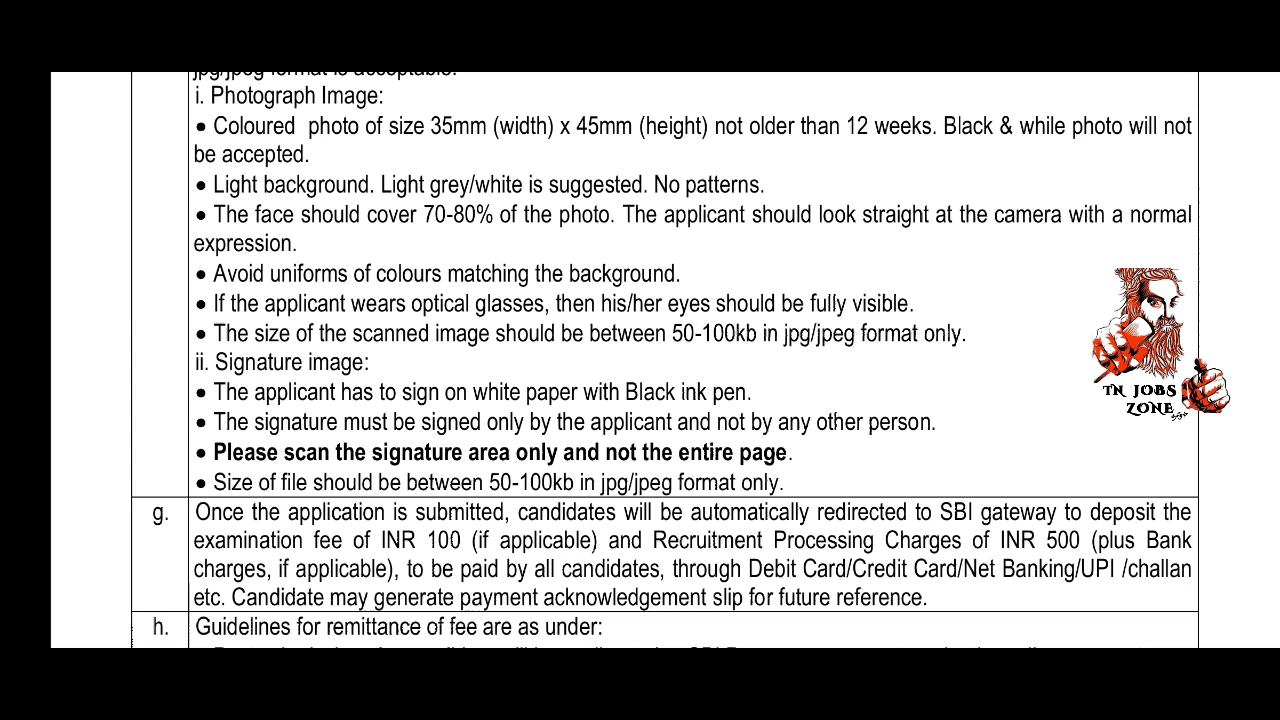 jpg/jpeg format is acceptable.
i. Photograph Image:
● Coloured photo of size 35mm (width) x 45mm (height) not older than 12 weeks. Black & while photo will not
be accepted.
● Light background. Light grey/white is suggested. No patterns.
● The face should cover 70-80% of the photo. The applicant should look straight at the camera with a normal
expression.
● Avoid uniforms of colours matching the background.
● If the applicant wears optical glasses, then his/her eyes should be fully visible.
● The size of the scanned image should be between 50-100kb in jpg/jpeg format only.
ii. Signature image:
● The applicant has to sign on white paper with Black ink pen.
● The signature must be signed only by the applicant and not by any other person.
● Please scan the signature area only and not the entire page.
● Size of file should be between 50-100kb in jpg/jpeg format only.
TN JOBS
ZONE
g. Once the application is submitted, candidates will be automatically redirected to SBI gateway to deposit the
examination fee of INR 100 (if applicable) and Recruitment Processing Charges of INR 500 (plus Bank
charges, if applicable), to be paid by all candidates, through Debit Card/Credit Card/Net Banking/UPI /challan
etc. Candidate may generate payment acknowledgement slip for future reference.
h. Guidelines for remittance of fee are as under: